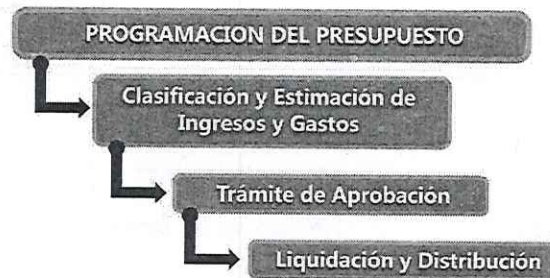 PROGRAMACION DEL PRESUPUESTO
Clasificación y Estimación de
Ingresos y Gastos
Trámite de Aprobación
Liquidación y Distribución